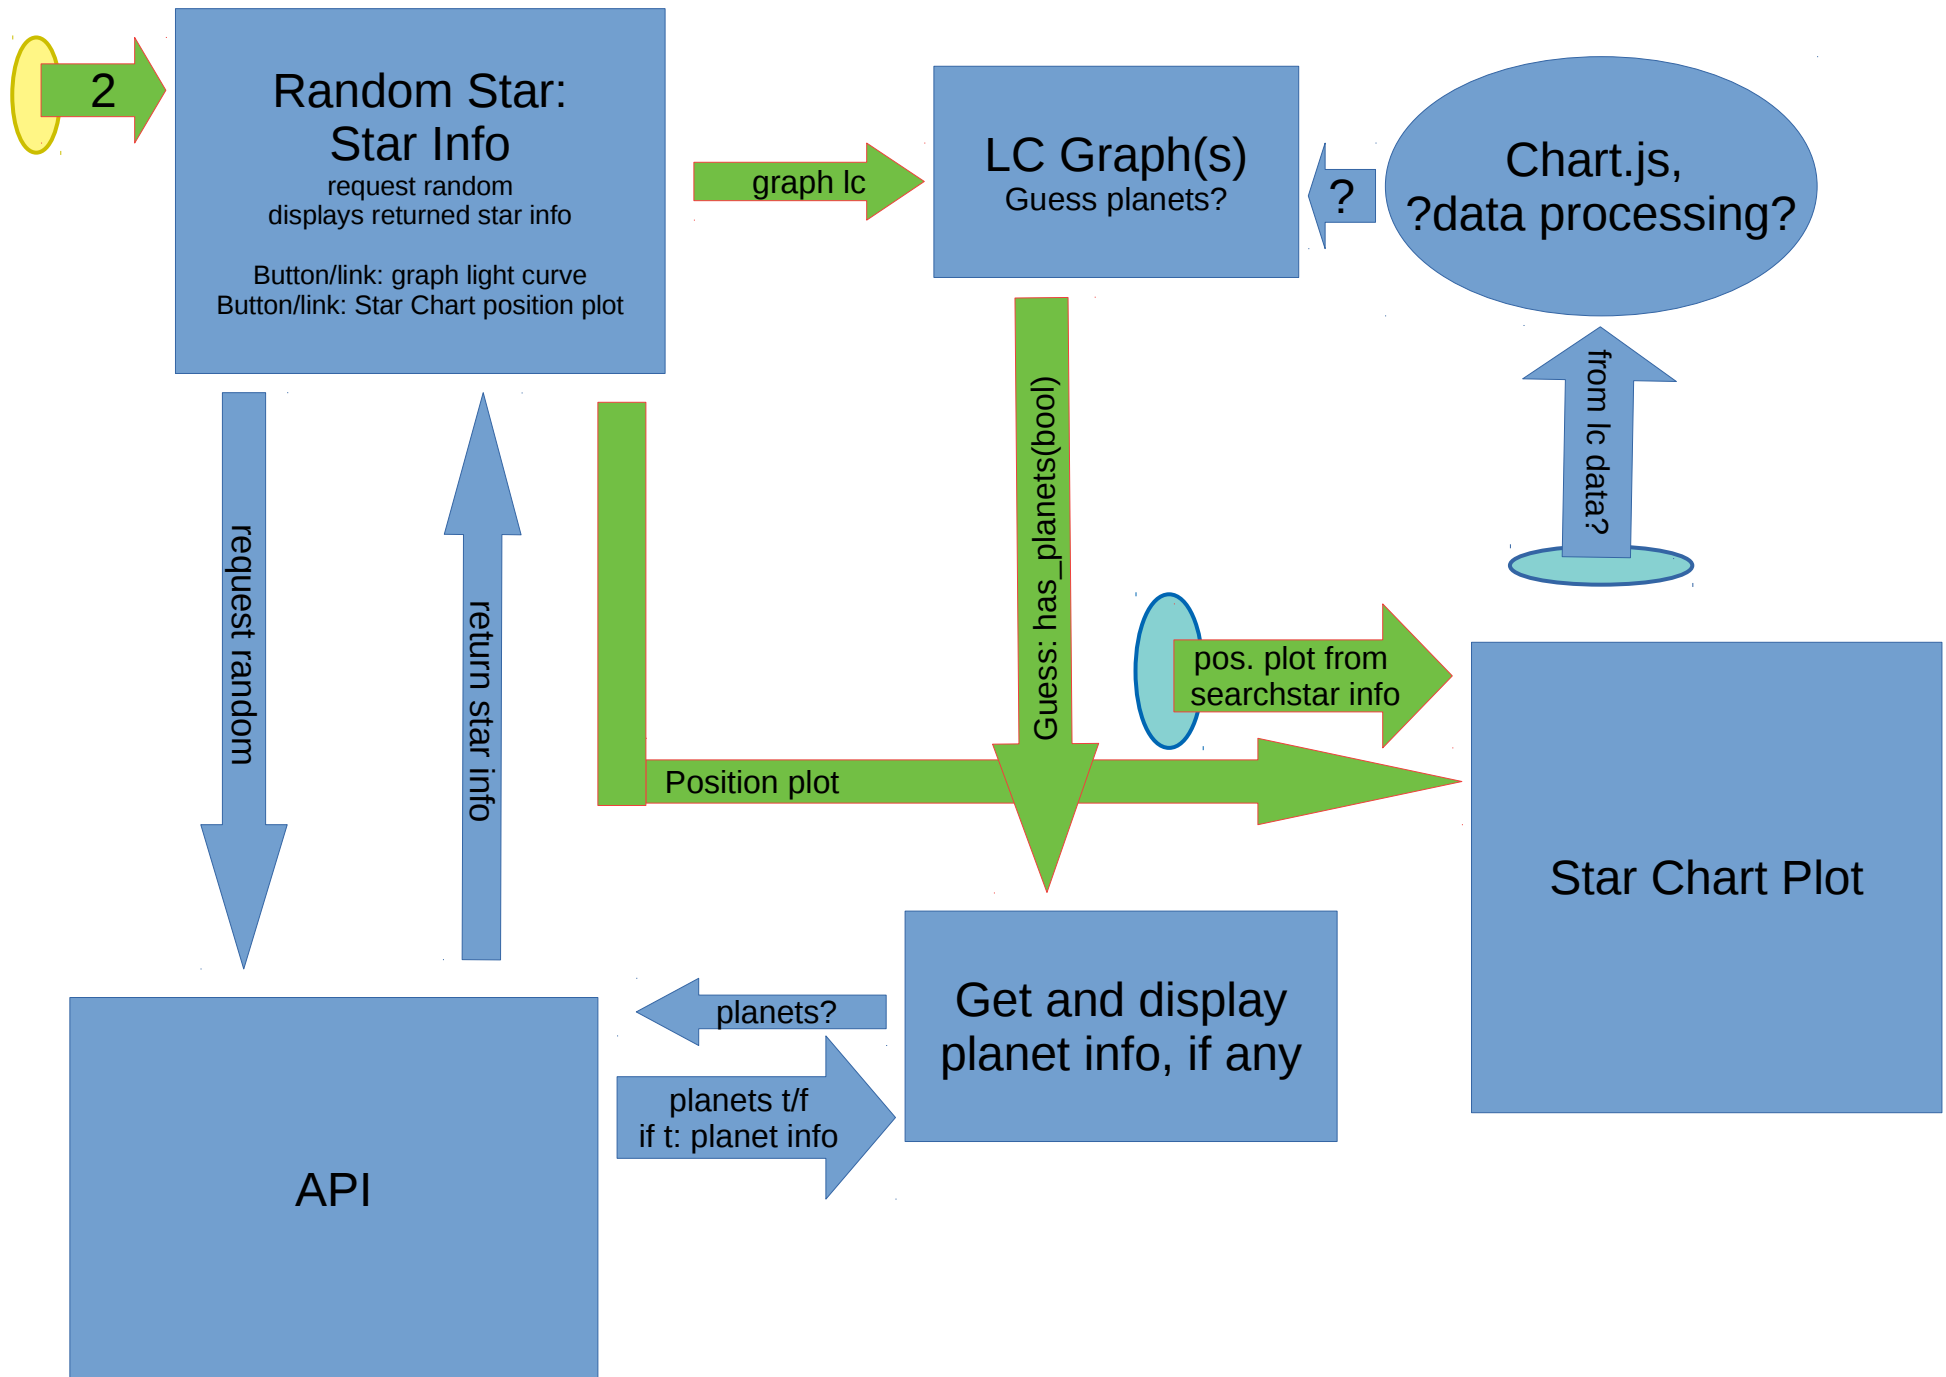 2
Random Star:
Star Info
request random
displays returned star info
Button/link: graph light curve
Button/link: Star Chart position plot
graph lc
LC Graph(s)
Guess planets?
?
Chart.js,
?data processing?
from lc data?
request random
return star info
Guess: has_planets(bool)
pos. plot from
searchstar info
Position plot
Star Chart Plot
planets?
planets t/f
if t: planet info
Get and display
planet info, if any
API